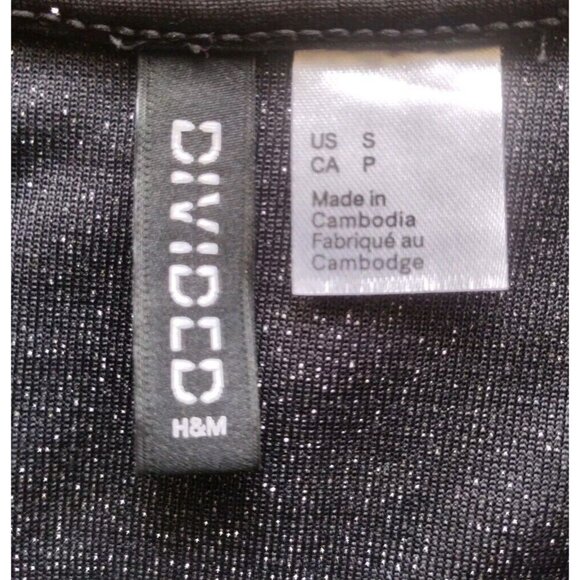 DIVIDED
H&M
US S
CA P
Made in
Cambodia
Fabriqué au
Cambodge